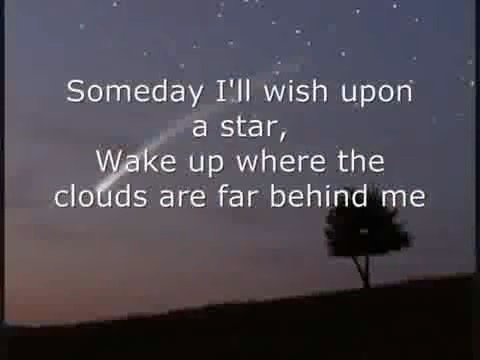 Someday I'll wish upon
a star,
Wake up where the
clouds are far behind me